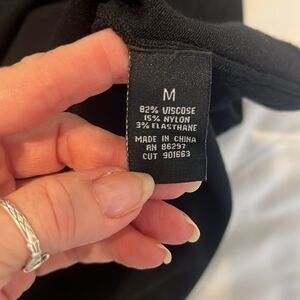 M
82% VISCOSE
15% NYLON
3% ELASTHANE
MADE IN CHINA
RN 86297
CUT 901663